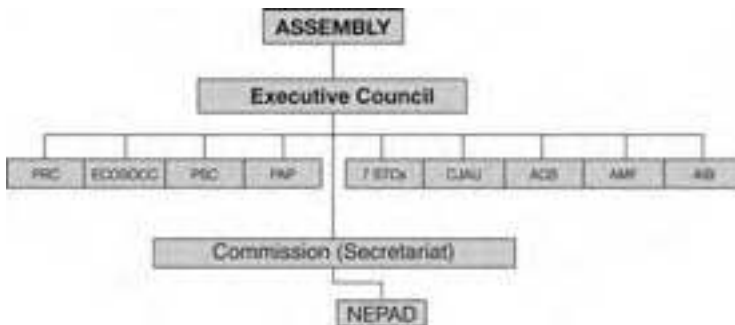 ASSEMBLY
Executive Council
PRC ECOSOCC PSC PAP 7 STCs CJAU ACB AMF AIB
Commission (Secretariat)
NEPAD